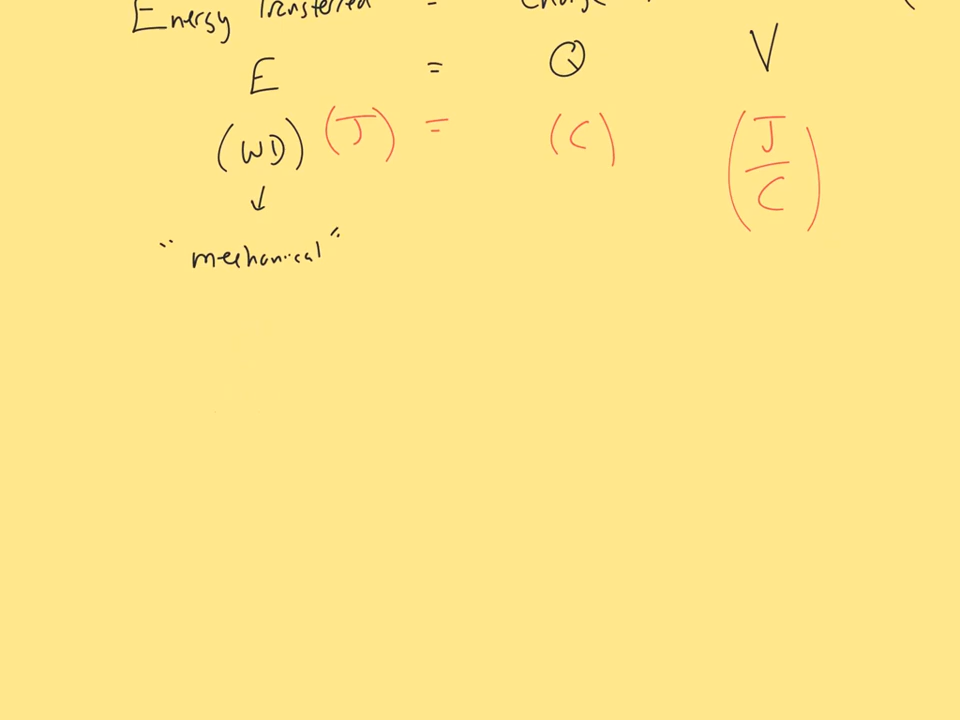 Energy Transferred = Charge
E = Q V
(WD) (J) = (C) (J/C)
↓
"mechanical"